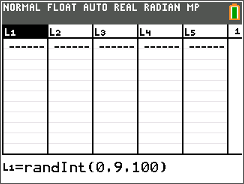 NORMAL FLOAT AUTO REAL RADIAN MP
L1 L2 L3 L4 L5 1
------ ------ ------ ------ ------
L1=randInt(0,9,100)